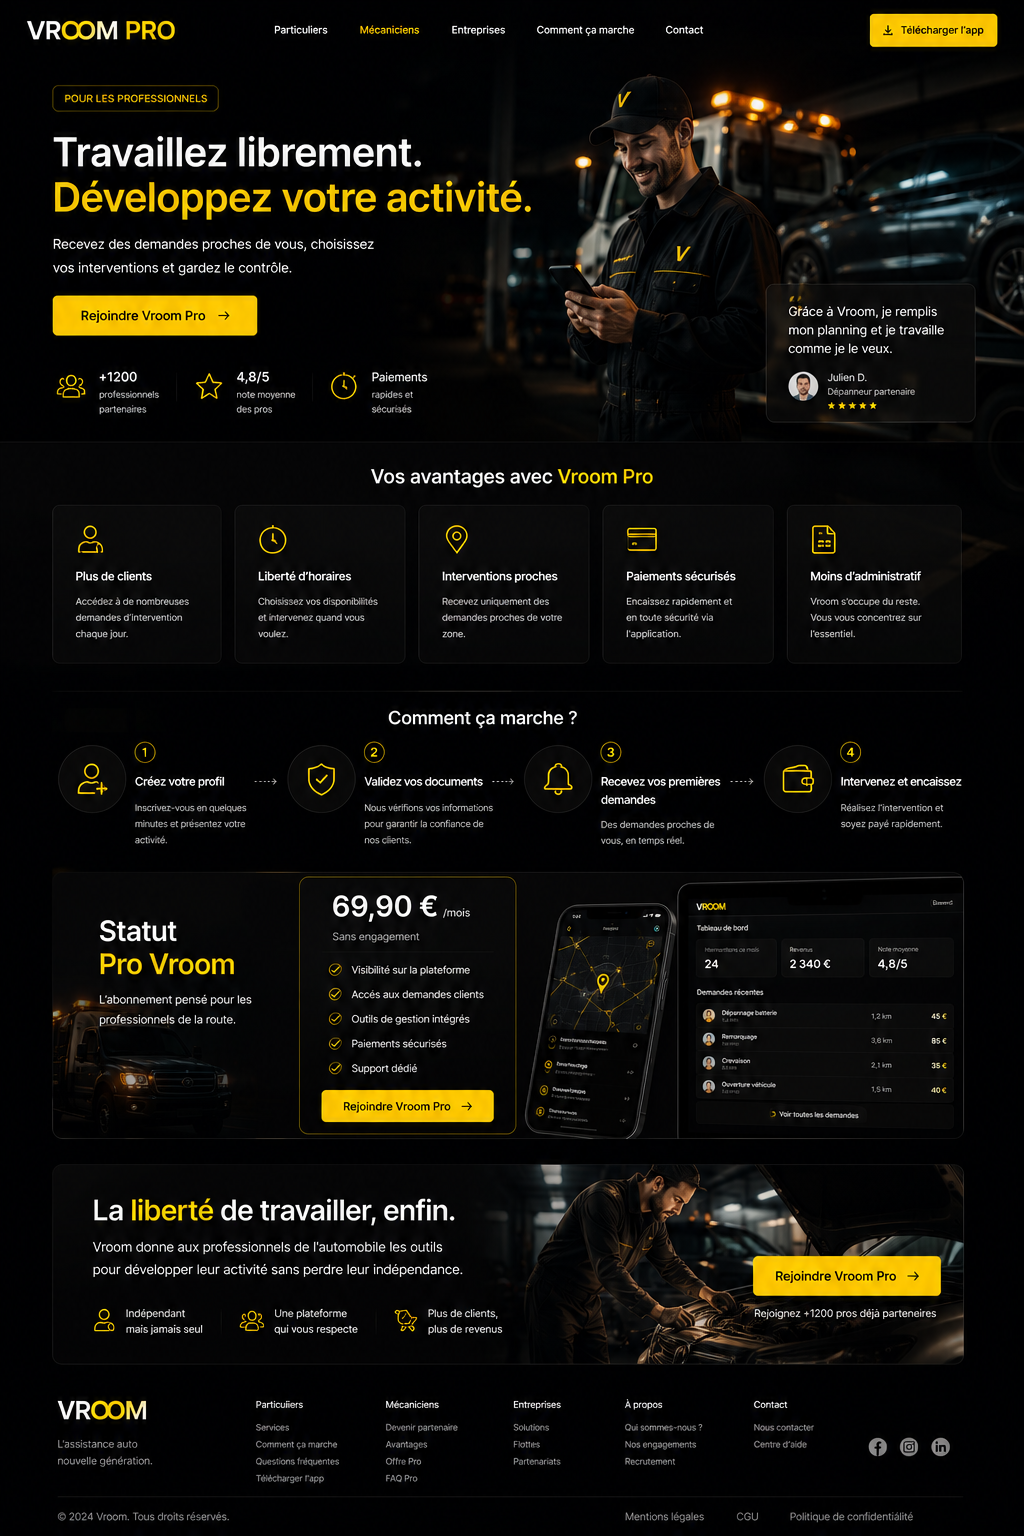 VROOM PRO
Particuliers
Mécaniciens
Entreprises
Comment ça marche
Contact
Télécharger l'app
POUR LES PROFESSIONNELS
Travaillez librement.
Développez votre activité.
Recevez des demandes proches de vous, choisissez
vos interventions et gardez le contrôle.
Rejoindre Vroom Pro →
+1200
professionnels
partenaires
4,8/5
note moyenne
des pros
Paiements
rapides et
sécurisés
V
V
"
Grâce à Vroom, je remplis
mon planning et je travaille
comme je le veux.
Julien D.
Dépanneur partenaire
★★★★★
Vos avantages avec Vroom Pro
Plus de clients
Accédez à de nombreuses
demandes d'intervention
chaque jour.
Liberté d'horaires
Choisissez vos disponibilités
et intervenez quand vous
voulez.
Interventions proches
Recevez uniquement des
demandes proches de votre
zone.
Paiements sécurisés
Encaissez rapidement et
en toute sécurité via
l'application.
Moins d'administratif
Vroom s'occupe du reste.
Vous vous concentrez sur
l'essentiel.
Comment ça marche ?
1
Créez votre profil
Inscrivez-vous en quelques
minutes et présentez votre
activité.
2
Validez vos documents
Nous vérifions vos informations
pour garantir la confiance de
nos clients.
3
Recevez vos premières
demandes
Des demandes proches de
vous, en temps réel.
4
Intervenez et encaissez
Réalisez l'intervention et
soyez payé rapidement.
Statut
Pro Vroom
L'abonnement pensé pour les
professionnels de la route.
69,90 € /mois
Sans engagement
Visibilité sur la plateforme
Accès aux demandes clients
Outils de gestion intégrés
Paiements sécurisés
Support dédié
Rejoindre Vroom Pro →
VROOM
Tableau de bord
24
Revenus
2 340 €
Note moyenne
4,8/5
Demandes récentes
Dépannage batterie
1,2 km
45 €
Remorquage
3,6 km
85 €
Crevaison
2,1 km
35 €
Ouverture véhicule
1,5 km
40 €
Voir toutes les demandes
La liberté de travailler, enfin.
Vroom donne aux professionnels de l'automobile les outils
pour développer leur activité sans perdre leur indépendance.
Indépendant
mais jamais seul
Une plateforme
qui vous respecte
Plus de clients,
plus de revenus
Rejoindre Vroom Pro →
Rejoignez +1200 pros déjà parteneires
VROOM
L'assistance auto
nouvelle génération.
Particuliers
Services
Comment ça marche
Questions fréquentes
Télécharger l'app
Mécaniciens
Devenir partenaire
Avantages
Offre Pro
FAQ Pro
Entreprises
Solutions
Flottes
Partenariats
À propos
Qui sommes-nous ?
Nos engagements
Recrutement
Contact
Nous contacter
Centre d'aide
© 2024 Vroom. Tous droits réservés.
Mentions légales
CGU
Politique de confidentialité